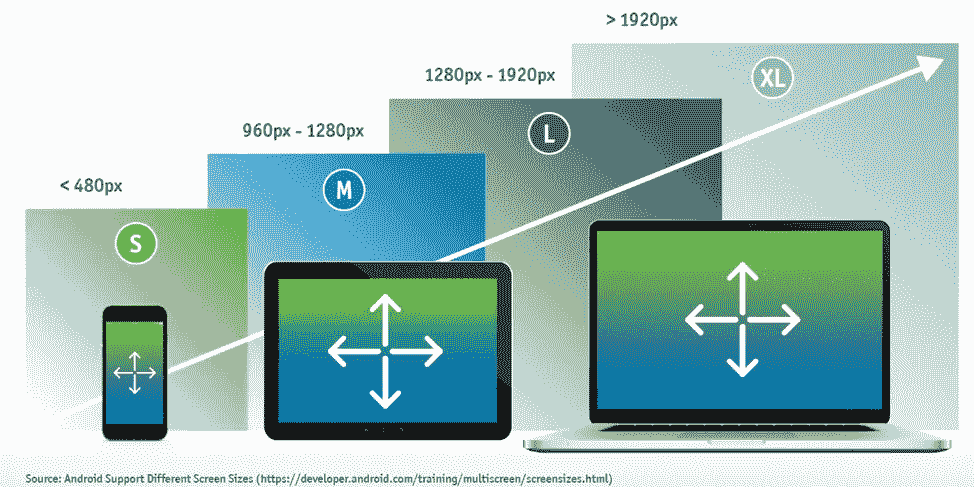 > 1920px
XL
1280px - 1920px
L
960px - 1280px
M
< 480px
S
Source: Android Support Different Screen Sizes (https://developer.android.com/training/multiscreen/screensizes.html)